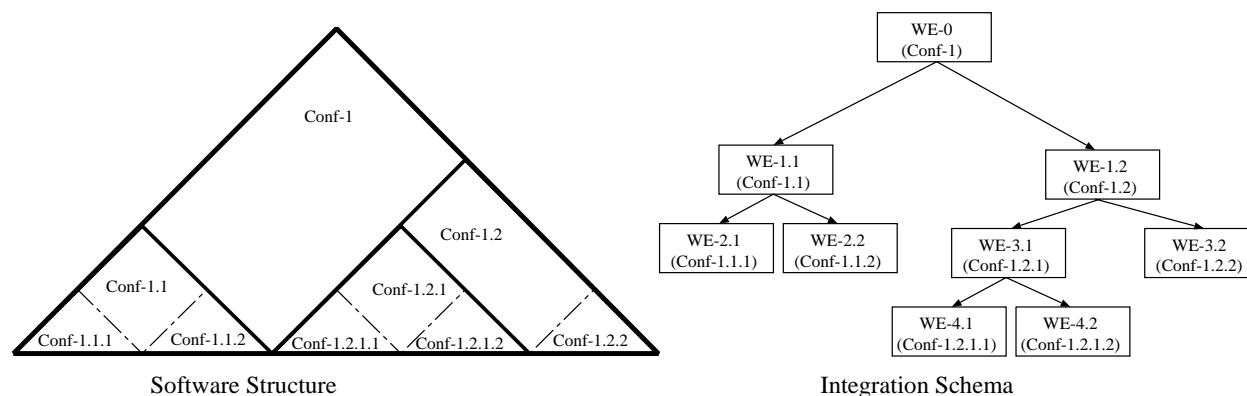 Conf-1
Conf-1.2
Conf-1.1
Conf-1.2.1
Conf-1.1.1
Conf-1.1.2
Conf-1.2.1.1
Conf-1.2.1.2
Conf-1.2.2
Software Structure
WE-0
(Conf-1)
WE-1.1
(Conf-1.1)
WE-1.2
(Conf-1.2)
WE-2.1
(Conf-1.1.1)
WE-2.2
(Conf-1.1.2)
WE-3.1
(Conf-1.2.1)
WE-3.2
(Conf-1.2.2)
WE-4.1
(Conf-1.2.1.1)
WE-4.2
(Conf-1.2.1.2)
Integration Schema